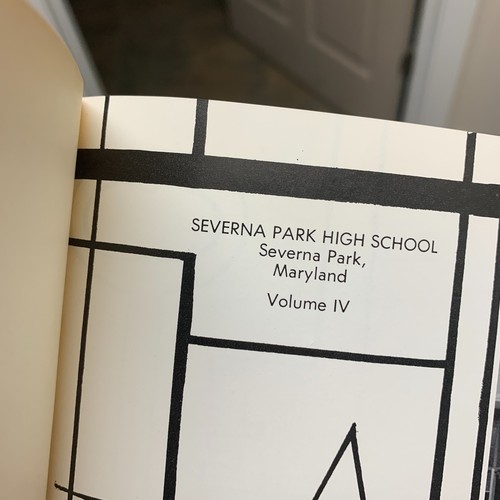 SEVERNA PARK HIGH SCHOOL
Severna Park,
Maryland
Volume IV